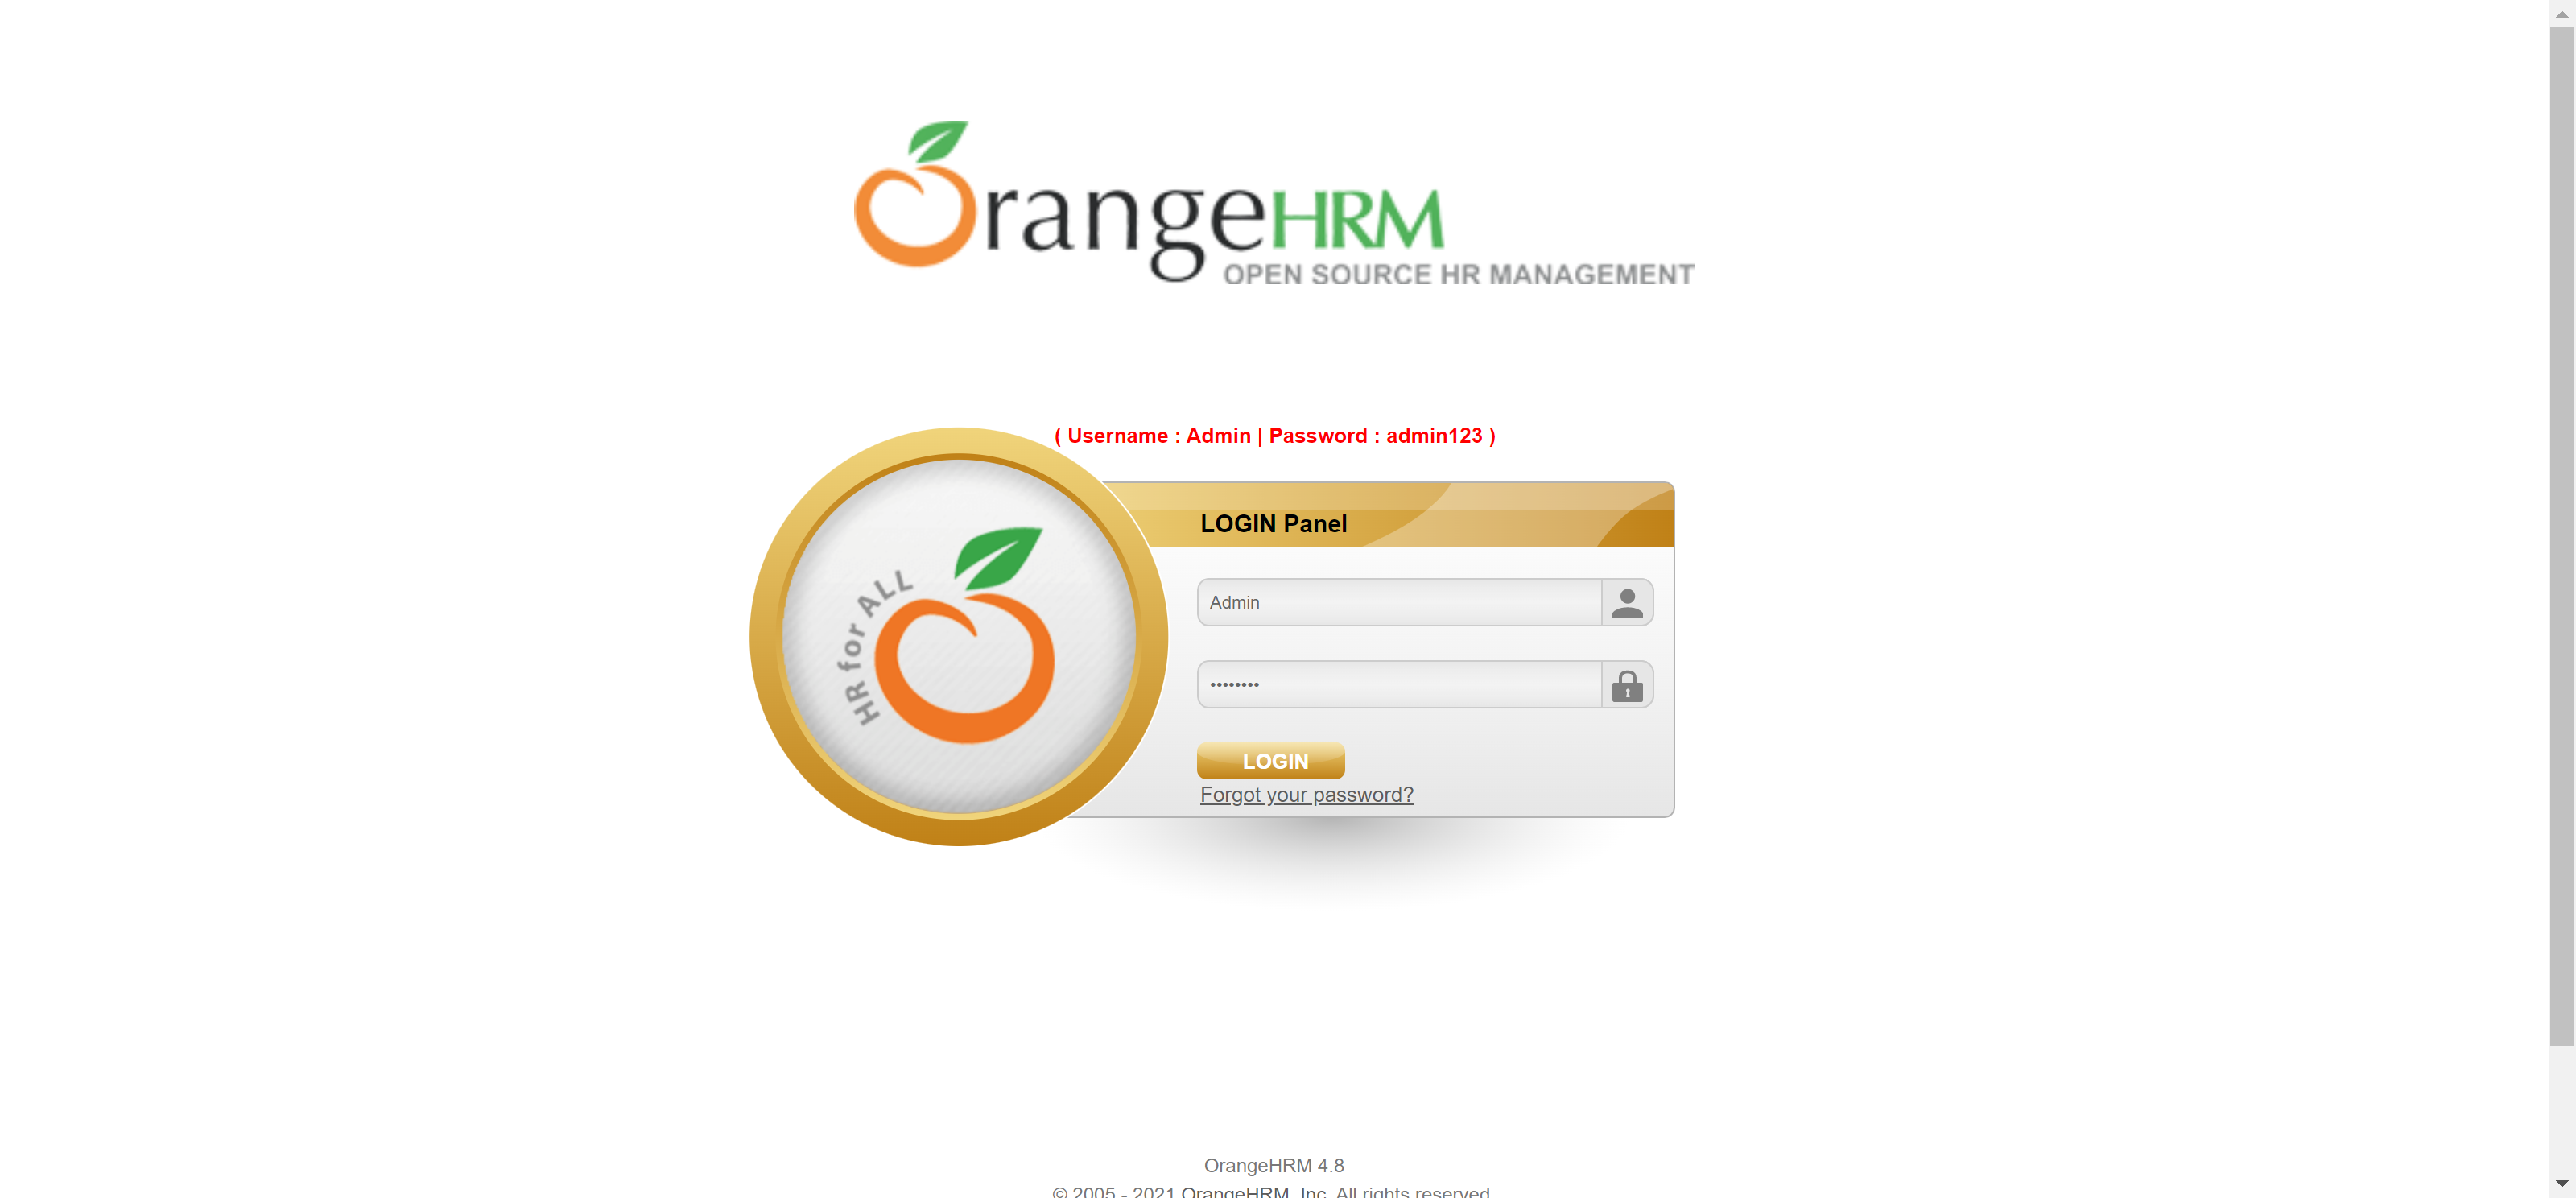 OrangeHRM
OPEN SOURCE HR MANAGEMENT
( Username : Admin | Password : admin123 )
HR for ALL
LOGIN Panel
Admin
••••••••
LOGIN
Forgot your password?
OrangeHRM 4.8
© 2005 - 2021 OrangeHRM, Inc. All rights reserved